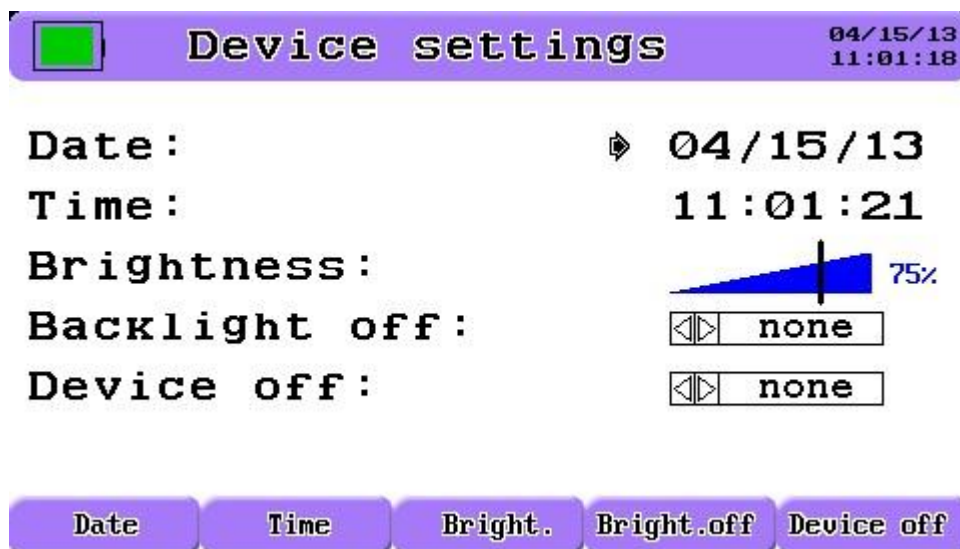 Device settings 04/15/13
11:01:18
Date: 04/15/13
Time: 11:01:21
Brightness: 75%
Backlight off: none
Device off: none
Date Time Bright. Bright.off Device off